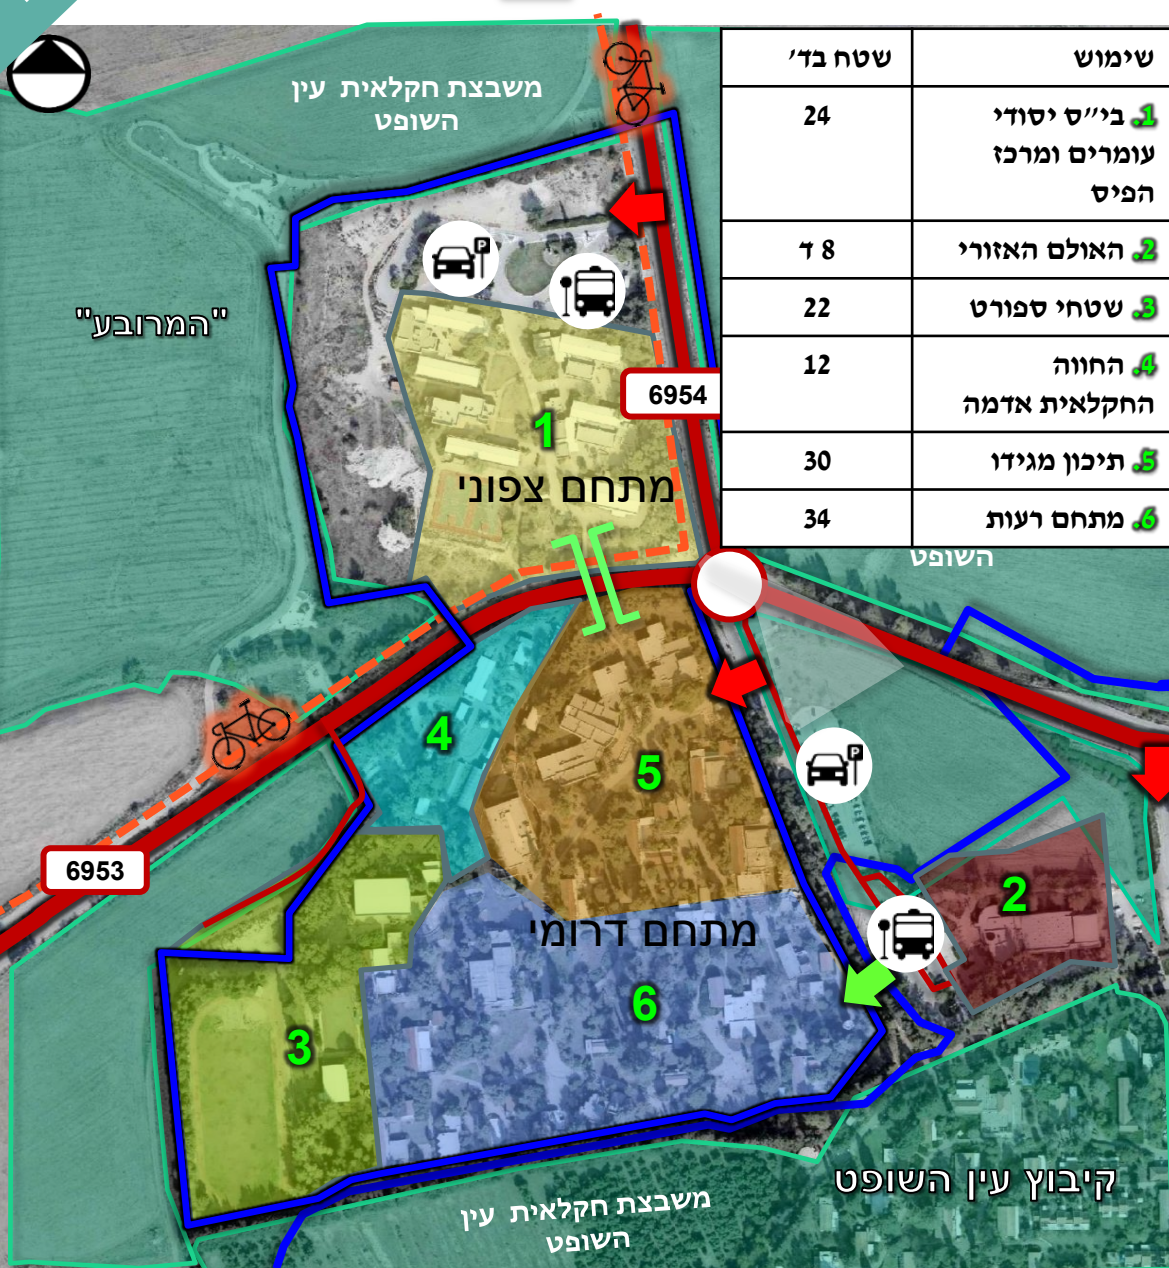 משבצת חקלאית עין
השופט
"המרובע"
P
6954
1
מתחם צפוני
שימוש
שטח בד׳
1. בי״ס יסודי
עומרים ומרכז
הפיס
24
2. האולם האזורי
8 ד
3. שטחי ספורט
22
4. החווה
החקלאית אדמה
12
5. תיכון מגידו
30
6. מתחם רעות
34
השופט
4
5
P
6953
2
מתחם דרומי
6
3
קיבוץ עין השופט
משבצת חקלאית עין
השופט